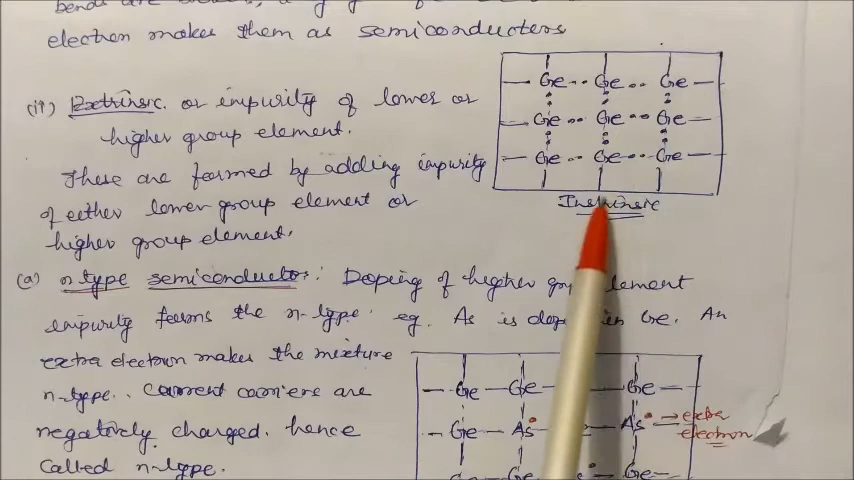 electron makes them as semiconductors
(ii) Extrinsic or impurity of lower or
higher group element.
These are formed by adding impurity
of either lower group element or
higher group element.
Ge Ge Ge
Ge Ge Ge
Ge Ge Ge
Instrinsic
(a) n type semiconductor: Doping of higher element
impurity forms the n-type. eg. As is in Ge. An
extra electron makes the mixture
n-type. Current carriers are
negatively charged. hence
called n-type.
Ge Ge Ge
Ge As As → extra
electron
Ge Ge